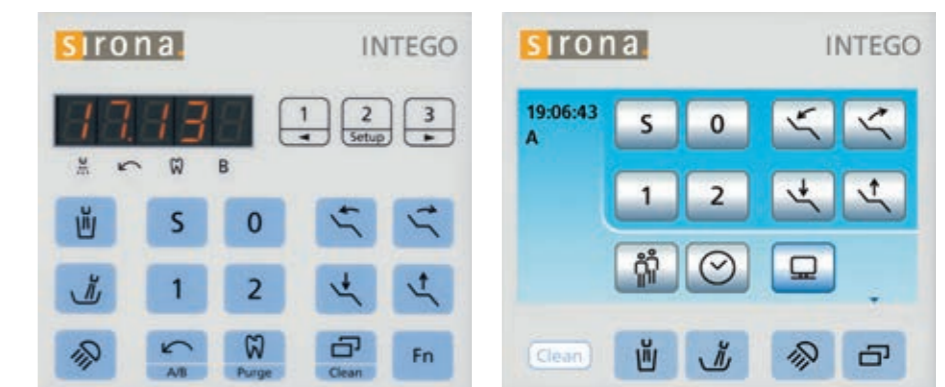 sirona.
INTEGO
17.13
1 2 3
Setup
B
S 0
1 2
A/B Purge Clean Fn
sirona.
INTEGO
19:06:43
A
S 0
1 2
Clean